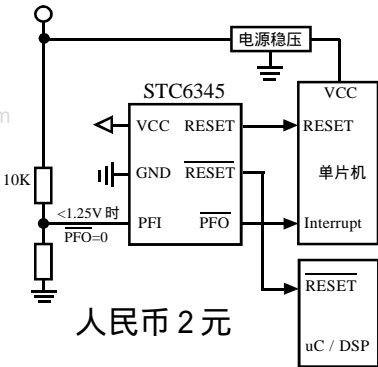 电源稳压
STC6345
VCC
VCC RESET
RESET
GND RESET
单片机
10K
<1.25V 时
PFO=0
PFI PFO
Interrupt
RESET
人民币 2 元
uC / DSP